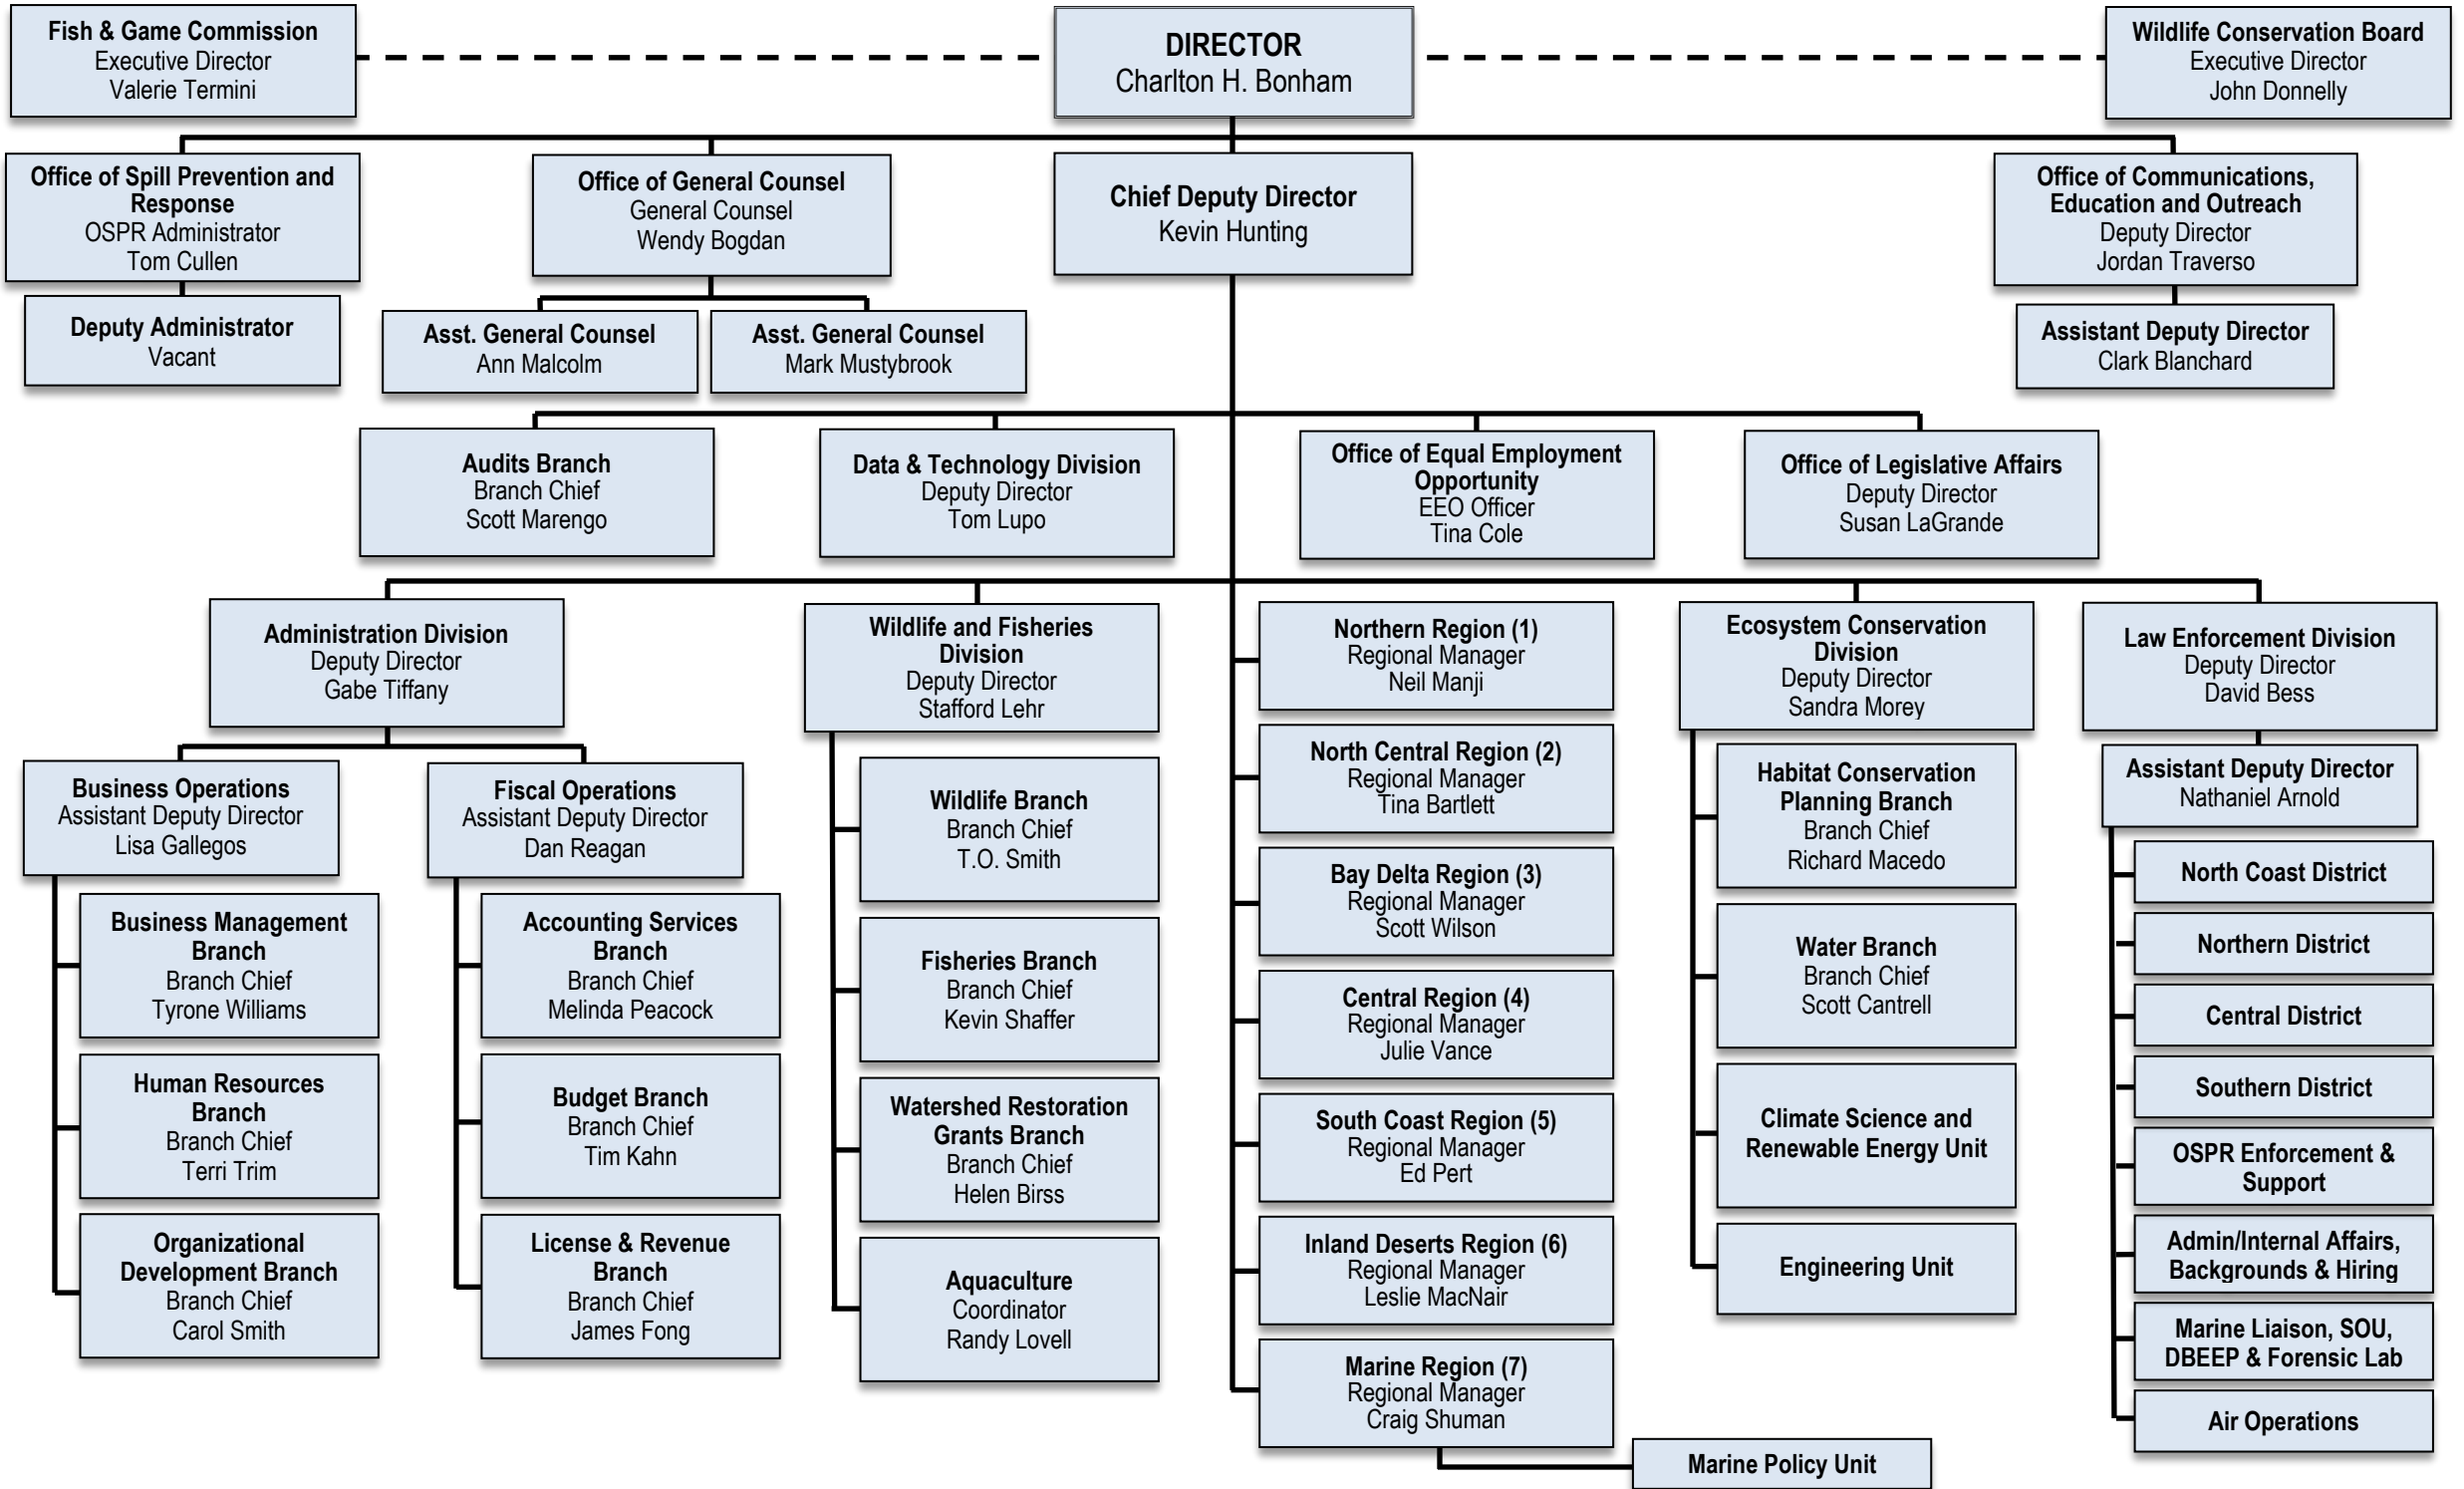 Fish & Game Commission
Executive Director
Valerie Termini
DIRECTOR
Charlton H. Bonham
Wildlife Conservation Board
Executive Director
John Donnelly
Office of Spill Prevention and
Response
OSPR Administrator
Tom Cullen
Office of General Counsel
General Counsel
Wendy Bogdan
Chief Deputy Director
Kevin Hunting
Office of Communications,
Education and Outreach
Deputy Director
Jordan Traverso
Deputy Administrator
Vacant
Asst. General Counsel
Ann Malcolm
Asst. General Counsel
Mark Mustybrook
Assistant Deputy Director
Clark Blanchard
Audits Branch
Branch Chief
Scott Marengo
Data & Technology Division
Deputy Director
Tom Lupo
Office of Equal Employment
Opportunity
EEO Officer
Tina Cole
Office of Legislative Affairs
Deputy Director
Susan LaGrande
Administration Division
Deputy Director
Gabe Tiffany
Business Operations
Assistant Deputy Director
Lisa Gallegos
Business Management
Branch
Branch Chief
Tyrone Williams
Human Resources
Branch
Branch Chief
Terri Trim
Organizational
Development Branch
Branch Chief
Carol Smith
Fiscal Operations
Assistant Deputy Director
Dan Reagan
Accounting Services
Branch
Branch Chief
Melinda Peacock
Budget Branch
Branch Chief
Tim Kahn
License & Revenue
Branch
Branch Chief
James Fong
Wildlife and Fisheries
Division
Deputy Director
Stafford Lehr
Wildlife Branch
Branch Chief
T.O. Smith
Fisheries Branch
Branch Chief
Kevin Shaffer
Watershed Restoration
Grants Branch
Branch Chief
Helen Birss
Aquaculture
Coordinator
Randy Lovell
Northern Region (1)
Regional Manager
Neil Manji
North Central Region (2)
Regional Manager
Tina Bartlett
Bay Delta Region (3)
Regional Manager
Scott Wilson
Central Region (4)
Regional Manager
Julie Vance
South Coast Region (5)
Regional Manager
Ed Pert
Inland Deserts Region (6)
Regional Manager
Leslie MacNair
Marine Region (7)
Regional Manager
Craig Shuman
Marine Policy Unit
Ecosystem Conservation
Division
Deputy Director
Sandra Morey
Habitat Conservation
Planning Branch
Branch Chief
Richard Macedo
Water Branch
Branch Chief
Scott Cantrell
Climate Science and
Renewable Energy Unit
Engineering Unit
Law Enforcement Division
Deputy Director
David Bess
Assistant Deputy Director
Nathaniel Arnold
North Coast District
Northern District
Central District
Southern District
OSPR Enforcement &
Support
Admin/Internal Affairs,
Backgrounds & Hiring
Marine Liaison, SOU,
DBEEP & Forensic Lab
Air Operations